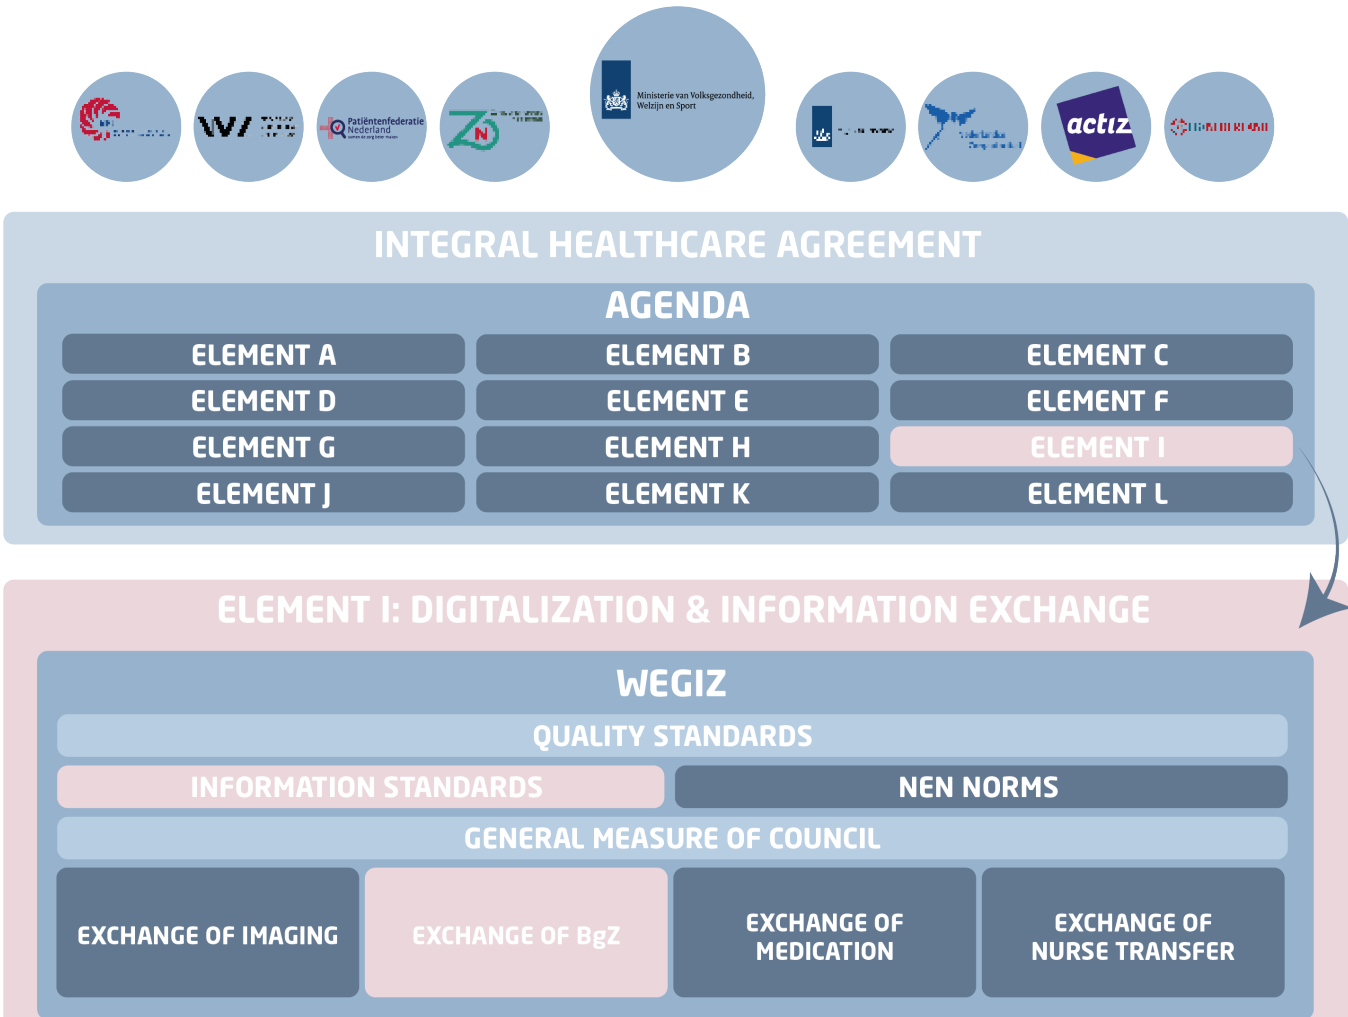 Patiëntenfederatie
Nederland
ZN
Ministerie van Volksgezondheid,
Welzijn en Sport
actiz
INTEGRAL HEALTHCARE AGREEMENT
AGENDA
ELEMENT A
ELEMENT B
ELEMENT C
ELEMENT D
ELEMENT E
ELEMENT F
ELEMENT G
ELEMENT H
ELEMENT I
ELEMENT J
ELEMENT K
ELEMENT L
ELEMENT I: DIGITALIZATION & INFORMATION EXCHANGE
WEGIZ
QUALITY STANDARDS
INFORMATION STANDARDS
NEN NORMS
GENERAL MEASURE OF COUNCIL
EXCHANGE OF IMAGING
EXCHANGE OF BgZ
EXCHANGE OF
MEDICATION
EXCHANGE OF
NURSE TRANSFER